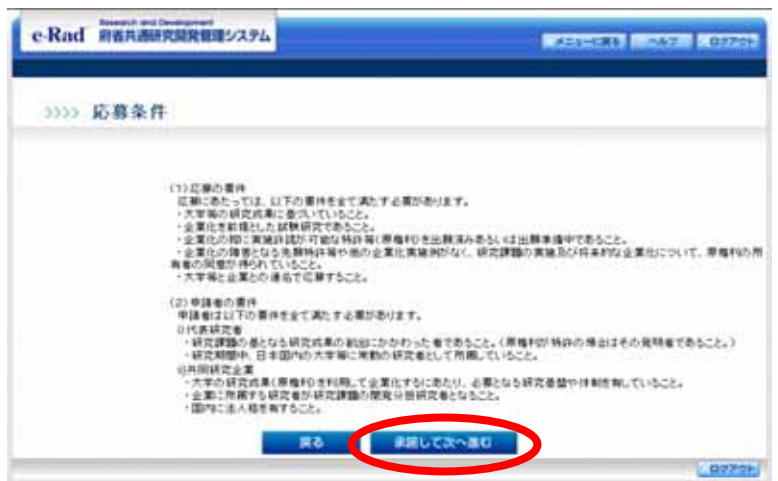 e-Rad Research and Development
府省共通研究開発管理システム
メニューに戻る ヘルプ ログアウト
>>>> 応募条件
(1)応募の要件
応募にあたっては、以下の要件を全て満たす必要があります。
・大学等の研究成果に基づいていること。
・企業化を前提とした試験研究であること。
・企業化の際に実施許諾が可能な特許等(原権利)を出願済みあるいは出願準備中であること。
・企業化の障害となる先願特許等や他の企業化実施例がなく、研究課題の実施及び将来的な企業化について、原権利の所
有者の同意が得られていること。
・大学等と企業との連名で応募すること。
(2)申請者の要件
申請者は以下の要件を全て満たす必要があります。
i)代表研究者
・研究課題の基となる研究成果の創出にかかわった者であること。(原権利が特許の場合はその発明者であること。)
・研究期間中、日本国内の大学等に常勤の研究者として所属していること。
ii)共同研究企業
・大学の研究成果(原権利)を利用して企業化するにあたり、必要となる研究基盤や体制を有していること。
・企業に所属する研究者が研究課題の開発分担研究者となること。
・国内に法人格を有すること。
戻る 承諾して次へ進む
ログアウト